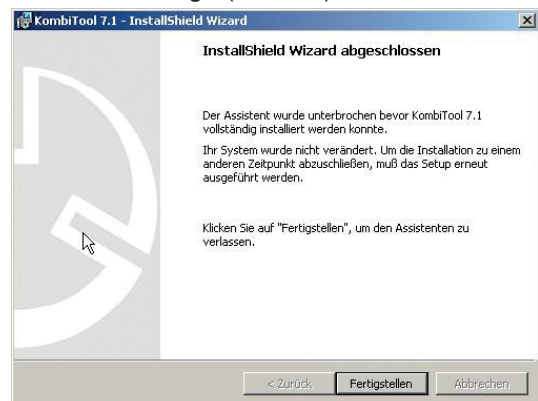 KombiTool 7.1 - InstallShield Wizard
InstallShield Wizard abgeschlossen
Der Assistent wurde unterbrochen bevor KombiTool 7.1
vollständig installiert werden konnte.
Ihr System wurde nicht verändert. Um die Installation zu einem
anderen Zeitpunkt abzuschließen, muß das Setup erneut
ausgeführt werden.
Klicken Sie auf "Fertigstellen", um den Assistenten zu
verlassen.
< Zurück Fertigstellen Abbrechen